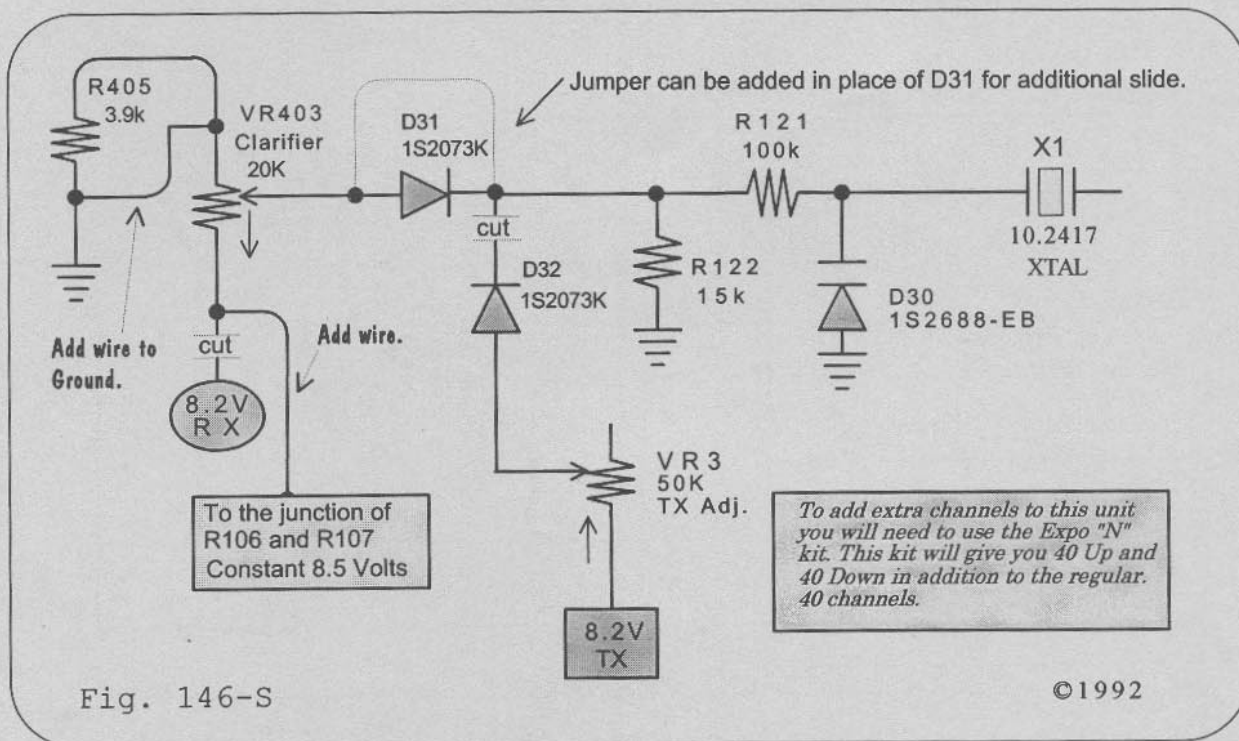 Jumper can be added in place of D31 for additional slide.
R405
3.9k
VR403
Clarifier
20K
D31
1S2073K
R121
100k
X1
10.2417
XTAL
cut
D32
1S2073K
R122
15k
D30
1S2688-EB
Add wire to
Ground.
cut
Add wire.
8.2V
R X
To the junction of
R106 and R107
Constant 8.5 Volts
VR3
50K
TX Adj.
8.2V
TX
To add extra channels to this unit
you will need to use the Expo "N"
kit. This kit will give you 40 Up and
40 Down in addition to the regular.
40 channels.
Fig. 146-S
©1992